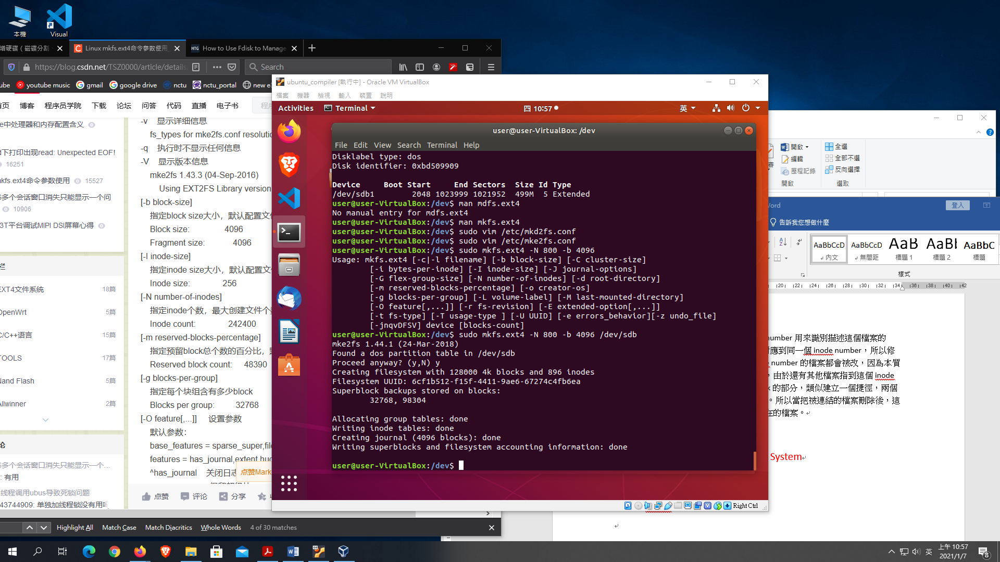 本機
Visual
增硬碟（磁碟分割
Linux mkfs.ext4命令参数使用_
HTG How to Use Fdisk to Manage
https://blog.csdn.net/TSZ0000/article/details
Search
ube
youtube music
gmail
google drive
nctu
nctu_portal
new e3
首页
博客
程序员学院
下载
论坛
问答
代码
直播
电子书
e中处理器和内存配置含义
d下打印出现read: Unexpected EOF!
16251
kfs.ext4命令参数使用
15527
6多个会话窗口消失只能显示一个问
10906
3T平台调试MIPI DSI屏幕心得
栏
EXT4文件系统
18篇
OpenWrt
5篇
C/C++语言
15篇
TOOLS
17篇
Nand Flash
5篇
Allwinner
2篇
论
6多个会话窗口消失只能显示一个...
: 有用
线程调用ubus导致死锁问题
43744909: 单独加线程锁没有用吗
-v 显示详细信息
fs_types for mke2fs.conf resolution
-q 执行时不显示任何信息
-V 显示版本信息
mke2fs 1.43.3 (04-Sep-2016)
Using EXT2FS Library version
[-b block-size]
指定block size大小，默认配置文件
Block size: 4096
Fragment size: 4096
[-I inode-size]
指定inode size大小，默认配置文件
Inode size: 256
[-N number-of-inodes]
指定inode个数，最大创建文件个数
Inode count: 242400
[-m reserved-blocks-percentage]
指定预留block总个数的百分比，
Reserved block count: 48390
[-g blocks-per-group]
指定每个块组含有多少block
Blocks per group: 32768
[-O feature[,...]] 设置参数
默认参数：
base_features = sparse_super,file
features = has_journal,extent,hug
^has_journal 关闭日志
点赞Mark
点赞
评论
分享
Highlight All
Match Case
Match Diacritics
Whole Words
4 of 30 matches
ubuntu_compiler [執行中] - Oracle VM VirtualBox
檔案 機器 檢視 輸入 裝置 說明
Activities
Terminal
四 10:57
英
user@user-VirtualBox: /dev
File Edit View Search Terminal Help
Disklabel type: dos
Disk identifier: 0xbd509909
Device     Boot Start     End Sectors  Size Id Type
/dev/sdb1        2048 1023999 1021952  499M  5 Extended
user@user-VirtualBox:/dev$ man mdfs.ext4
No manual entry for mdfs.ext4
user@user-VirtualBox:/dev$ man mkfs.ext4
user@user-VirtualBox:/dev$ sudo vim /etc/mkd2fs.conf
user@user-VirtualBox:/dev$ sudo vim /etc/mke2fs.conf
user@user-VirtualBox:/dev$ sudo mkfs.ext4 -N 800 -b 4096
Usage: mkfs.ext4 [-c|-l filename] [-b block-size] [-C cluster-size]
[-i bytes-per-inode] [-I inode-size] [-J journal-options]
[-G flex-group-size] [-N number-of-inodes] [-d root-directory]
[-m reserved-blocks-percentage] [-o creator-os]
[-g blocks-per-group] [-L volume-label] [-M last-mounted-directory]
[-O feature[,...]] [-r fs-revision] [-E extended-option[,...]]
[-t fs-type] [-T usage-type ] [-U UUID] [-e errors_behavior][-z undo_file]
[-jnqvDFSV] device [blocks-count]
user@user-VirtualBox:/dev$ sudo mkfs.ext4 -N 800 -b 4096 /dev/sdb
mke2fs 1.44.1 (24-Mar-2018)
Found a dos partition table in /dev/sdb
Proceed anyway? (y,N) y
Creating filesystem with 128000 4k blocks and 896 inodes
Filesystem UUID: 6cf1b512-f15f-4411-9ae6-67274c4fb6ea
Superblock backups stored on blocks:
32768, 98304
Allocating group tables: done
Writing inode tables: done
Creating journal (4096 blocks): done
Writing superblocks and filesystem accounting information: done
user@user-VirtualBox:/dev$
Right Ctrl
開啟
編輯
歷程記錄
開啟
全選
全部不選
反向選擇
選取
Word
登入
告訴我您想做什麼
AaBbCcD AaBbCcD AaB AaBl AaBbC
內文 無間距 標題 1 標題 2 標題
樣式
20 22 24 26 28 30 32 34 36 38 40 42
number 用來識別描述這個檔案的
應到同一個 inode number，所以修
number 的檔案都會被改，因為本質
，由於還有其他檔案指到這個 inode
k 的部分，類似建立一個捷徑，兩個
。所以當把被連結的檔案刪除後，這
在的檔案。
System
英
上午 10:57
2021/1/7
8